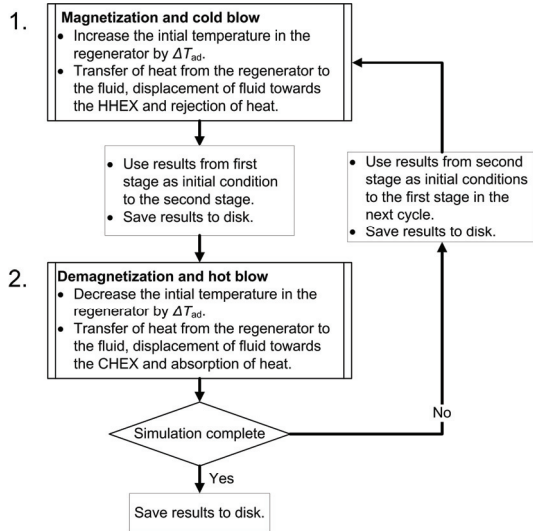 1.
Magnetization and cold blow
• Increase the intial temperature in the
regenerator by ΔTad.
• Transfer of heat from the regenerator to
the fluid, displacement of fluid towards
the HHEX and rejection of heat.
• Use results from first
stage as initial condition
to the second stage.
• Save results to disk.
• Use results from second
stage as initial conditions
to the first stage in the
next cycle.
• Save results to disk.
2.
Demagnetization and hot blow
• Decrease the intial temperature in the
regenerator by ΔTad.
• Transfer of heat from the regenerator to
the fluid, displacement of fluid towards
the CHEX and absorption of heat.
Simulation complete
No
Yes
Save results to disk.